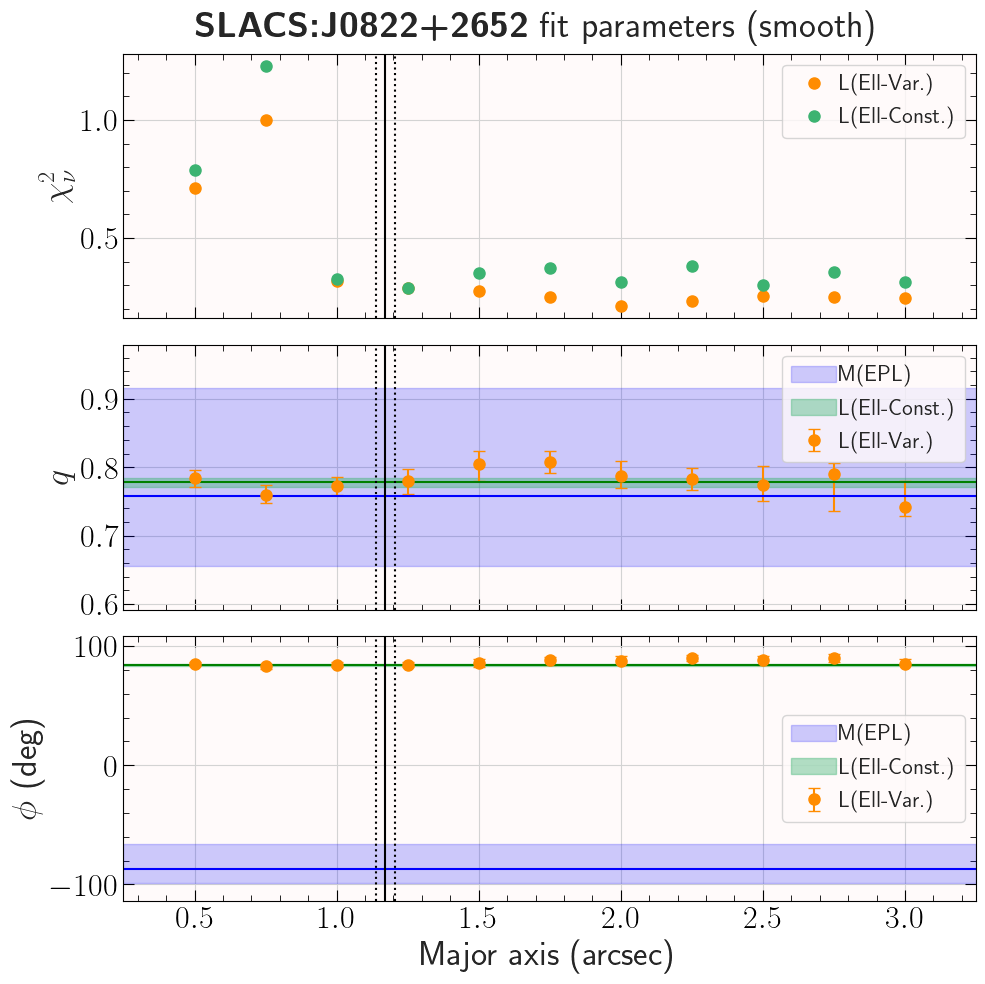 SLACS:J0822+2652 fit parameters (smooth)
L(Ell-Var.)
L(Ell-Const.)
1.0
0.5
χ²ᵥ
M(EPL)
L(Ell-Const.)
L(Ell-Var.)
0.9
0.8
0.7
0.6
q
100
0
−100
ϕ (deg)
M(EPL)
L(Ell-Const.)
L(Ell-Var.)
0.5 1.0 1.5 2.0 2.5 3.0
Major axis (arcsec)